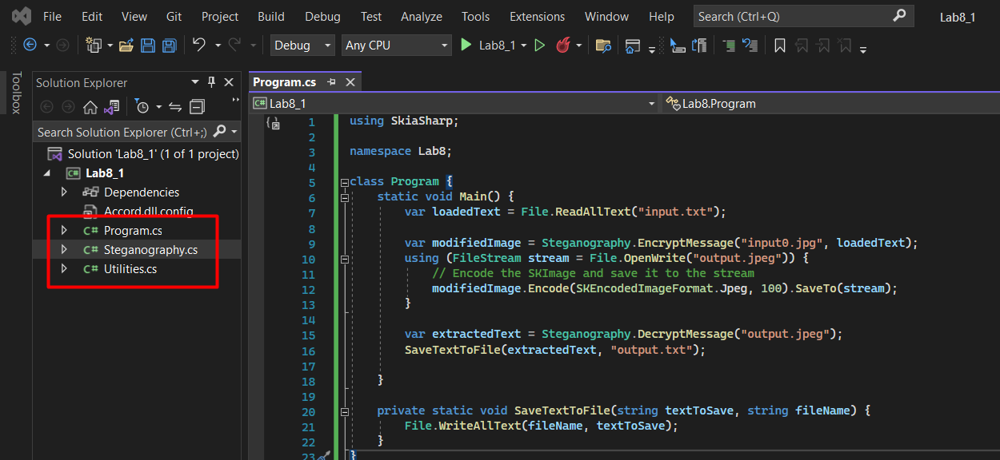 File Edit View Git Project Build Debug Test Analyze Tools Extensions Window Help Search (Ctrl+Q) Lab8_1
Debug Any CPU Lab8_1
Toolbox
Solution Explorer
Search Solution Explorer (Ctrl+;)
Solution 'Lab8_1' (1 of 1 project)
C# Lab8_1
Dependencies
Accord.dll.config
C# Program.cs
C# Steganography.cs
C# Utilities.cs
Program.cs
C# Lab8_1 Lab8.Program
1 using SkiaSharp;
2
3 namespace Lab8;
4
5 class Program {
6 static void Main() {
7 var loadedText = File.ReadAllText("input.txt");
8
9 var modifiedImage = Steganography.EncryptMessage("input0.jpg", loadedText);
10 using (FileStream stream = File.OpenWrite("output.jpeg")) {
11 // Encode the SKImage and save it to the stream
12 modifiedImage.Encode(SKEncodedImageFormat.Jpeg, 100).SaveTo(stream);
13 }
14
15 var extractedText = Steganography.DecryptMessage("output.jpeg");
16 SaveTextToFile(extractedText, "output.txt");
17
18 }
19
20 private static void SaveTextToFile(string textToSave, string fileName) {
21 File.WriteAllText(fileName, textToSave);
22 }
23 }